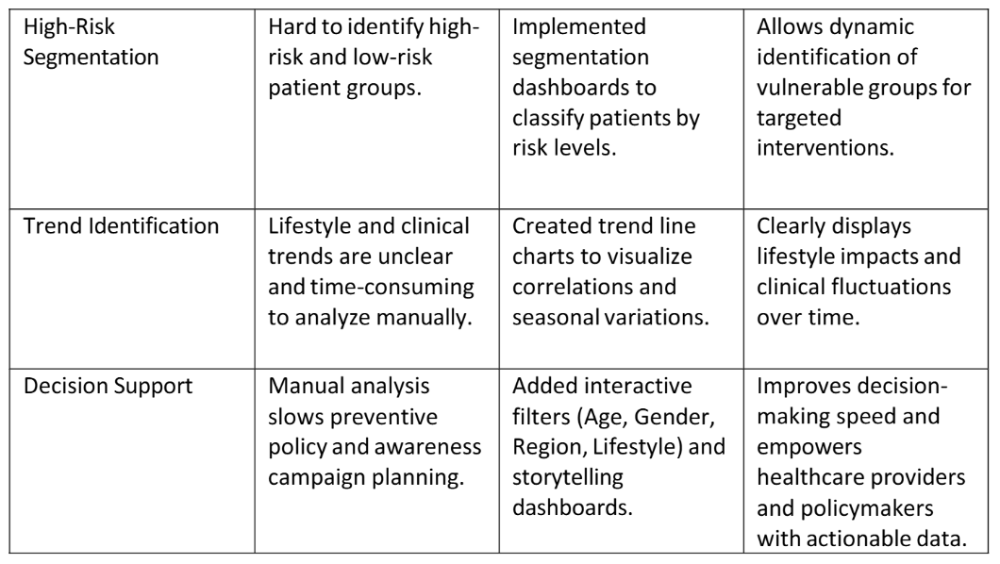 High-Risk
Segmentation
Hard to identify high-
risk and low-risk
patient groups.
Implemented
segmentation
dashboards to
classify patients by
risk levels.
Allows dynamic
identification of
vulnerable groups for
targeted
interventions.
Trend Identification
Lifestyle and clinical
trends are unclear
and time-consuming
to analyze manually.
Created trend line
charts to visualize
correlations and
seasonal variations.
Clearly displays
lifestyle impacts and
clinical fluctuations
over time.
Decision Support
Manual analysis
slows preventive
policy and awareness
campaign planning.
Added interactive
filters (Age, Gender,
Region, Lifestyle) and
storytelling
dashboards.
Improves decision-
making speed and
empowers
healthcare providers
and policymakers
with actionable data.